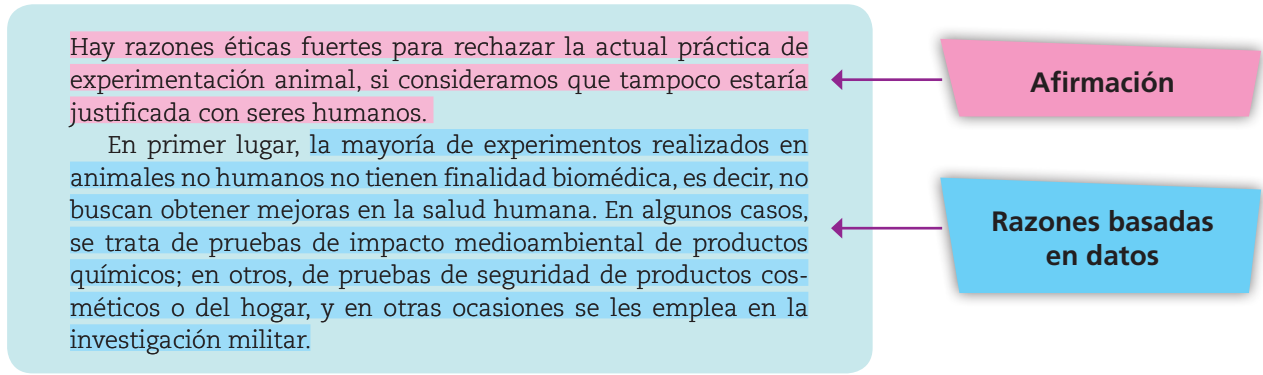 Hay razones éticas fuertes para rechazar la actual práctica de
experimentación animal, si consideramos que tampoco estaría
justificada con seres humanos.
En primer lugar, la mayoría de experimentos realizados en
animales no humanos no tienen finalidad biomédica, es decir, no
buscan obtener mejoras en la salud humana. En algunos casos,
se trata de pruebas de impacto medioambiental de productos
químicos; en otros, de pruebas de seguridad de productos cos-
méticos o del hogar, y en otras ocasiones se les emplea en la
investigación militar.
Afirmación
Razones basadas
en datos